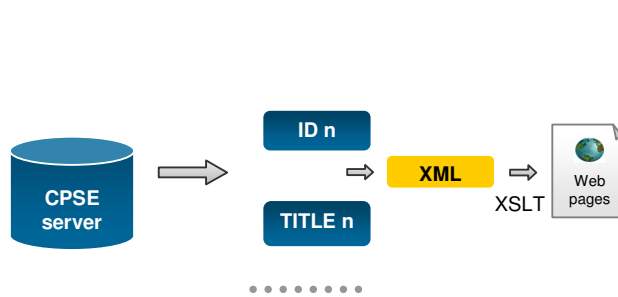 CPSE
server
ID n
TITLE n
XML
XSLT
Web
pages